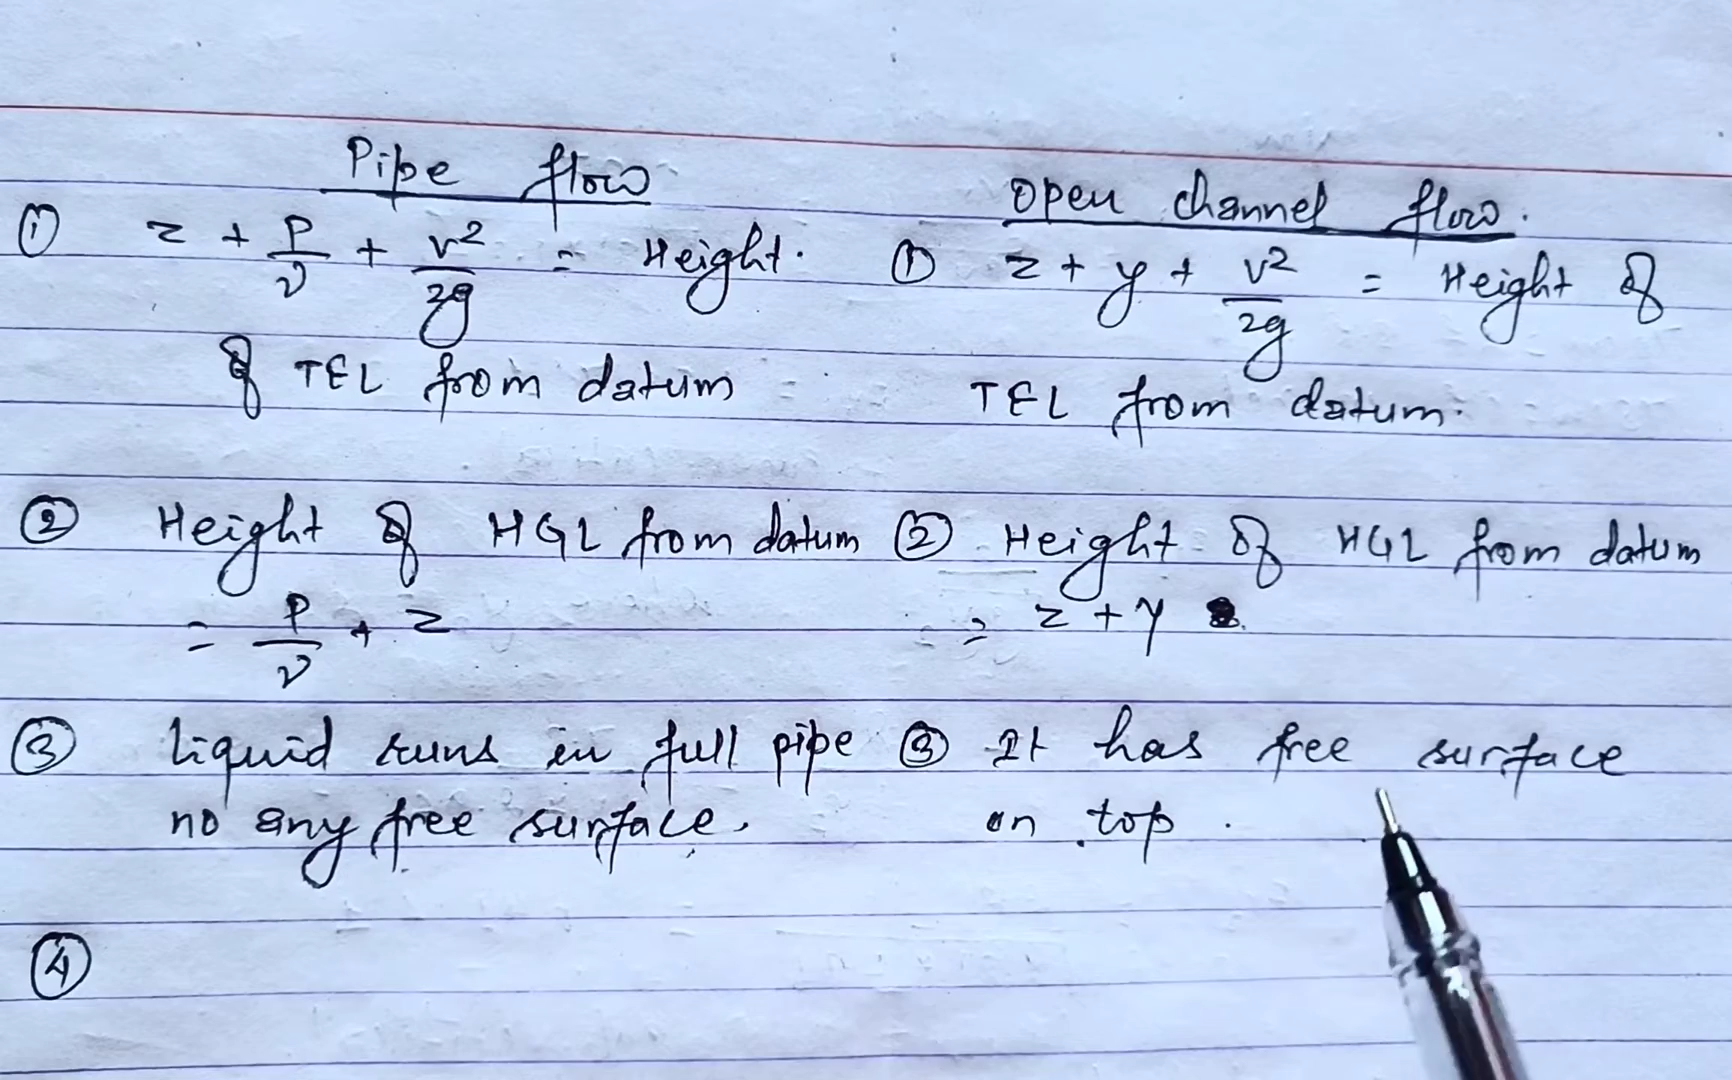 Pipe flow
① z + P/ν + v²/2g = Height.
of TEL from datum
② Height of HGL from datum
= P/ν + z
③ liquid runs in full pipe
no any free surface.
④
open channel flow.
① z + y + v²/2g = Height of
TEL from datum.
② Height of HGL from datum
= z + y
③ It has free surface
on top.